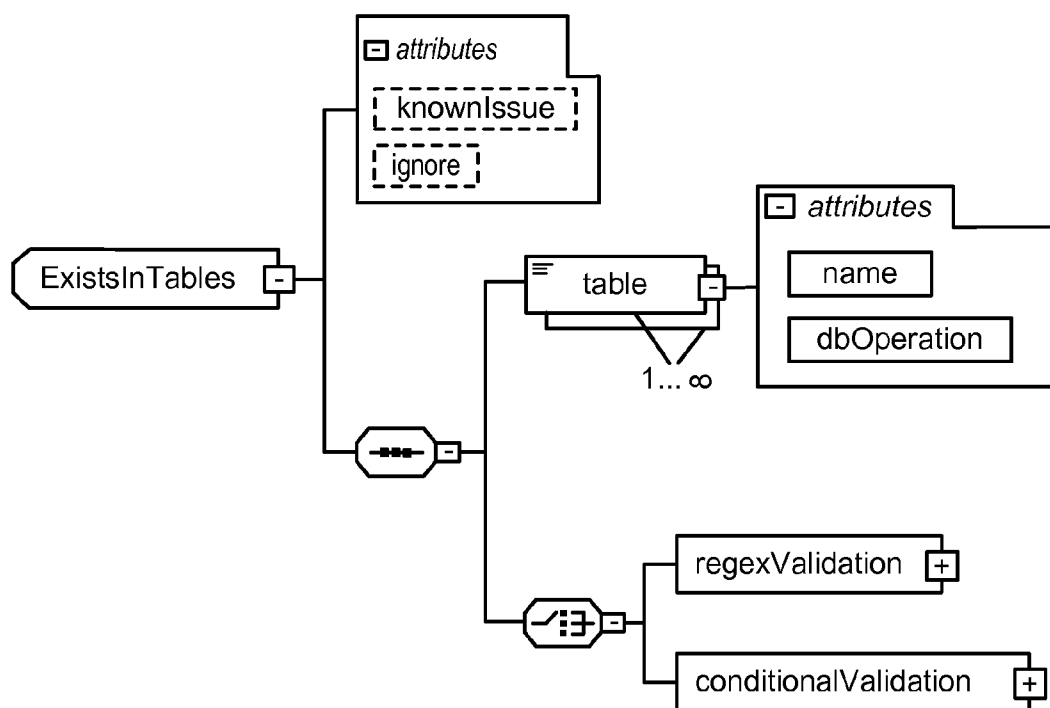 attributes
knownIssue
ignore
attributes
ExistsInTables
table
name
dbOperation
1... ∞
regexValidation
conditionalValidation